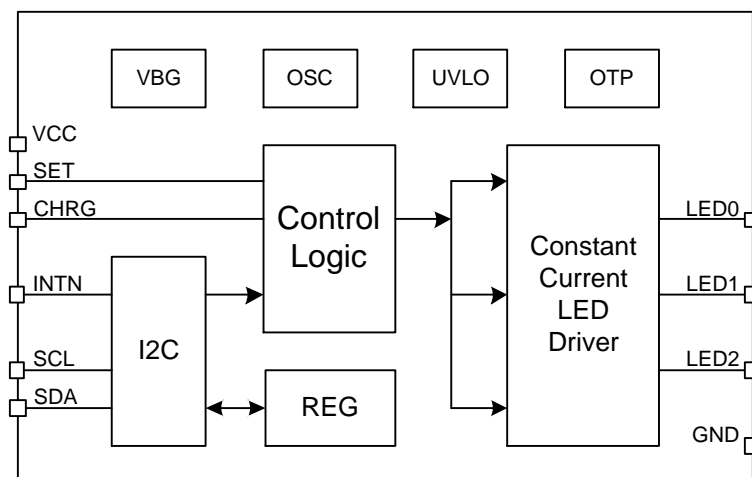 VBG
OSC
UVLO
OTP
VCC
SET
CHRG
INTN
SCL
SDA
I2C
Control
Logic
REG
Constant
Current
LED
Driver
LED0
LED1
LED2
GND